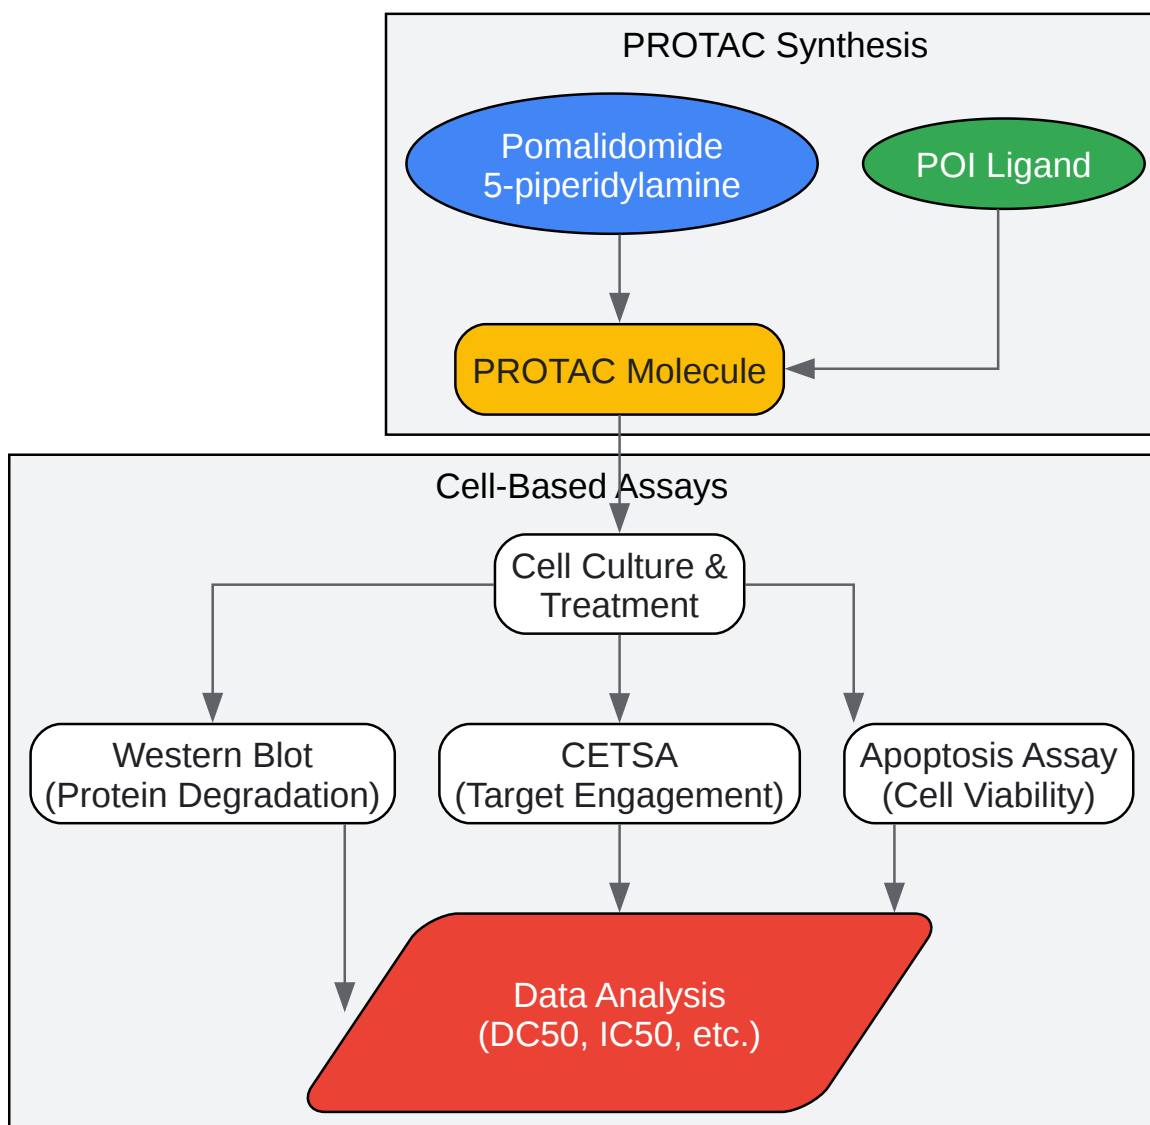 PROTAC Synthesis
Pomalidomide
5-piperidylamine
POI Ligand
PROTAC Molecule
Cell-Based Assays
Cell Culture &
Treatment
Western Blot
(Protein Degradation)
CETSA
(Target Engagement)
Apoptosis Assay
(Cell Viability)
Data Analysis
(DC50, IC50, etc.)